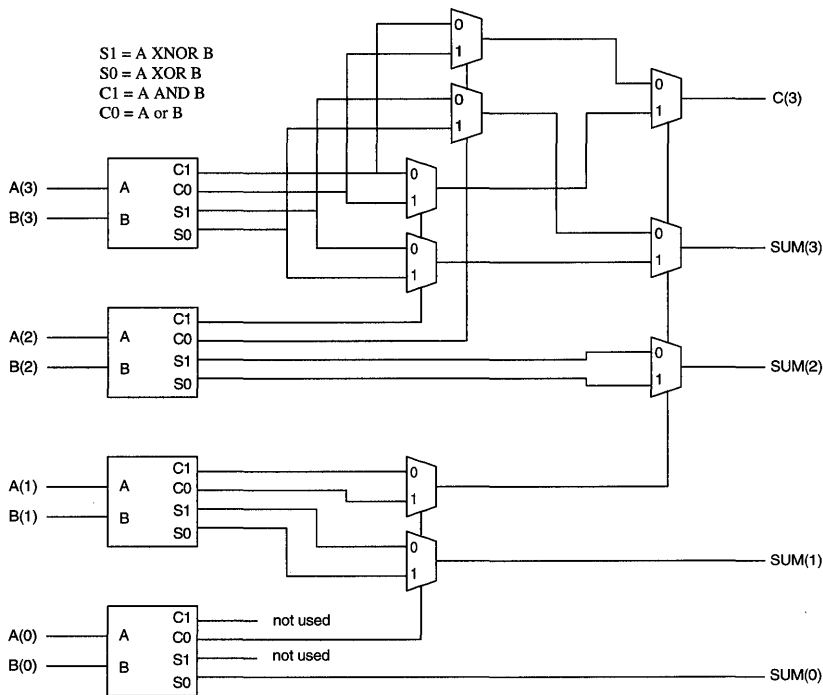 S1 = A XNOR B
S0 = A XOR B
C1 = A AND B
C0 = A or B
0
1
0
1
0
1
C(3)
A(3)
B(3)
A
B
C1
C0
S1
S0
0
1
0
1
0
1
SUM(3)
A(2)
B(2)
A
B
C1
C0
S1
S0
0
1
SUM(2)
A(1)
B(1)
A
B
C1
C0
S1
S0
0
1
0
1
SUM(1)
A(0)
B(0)
A
B
C1
C0
S1
S0
not used
not used
SUM(0)